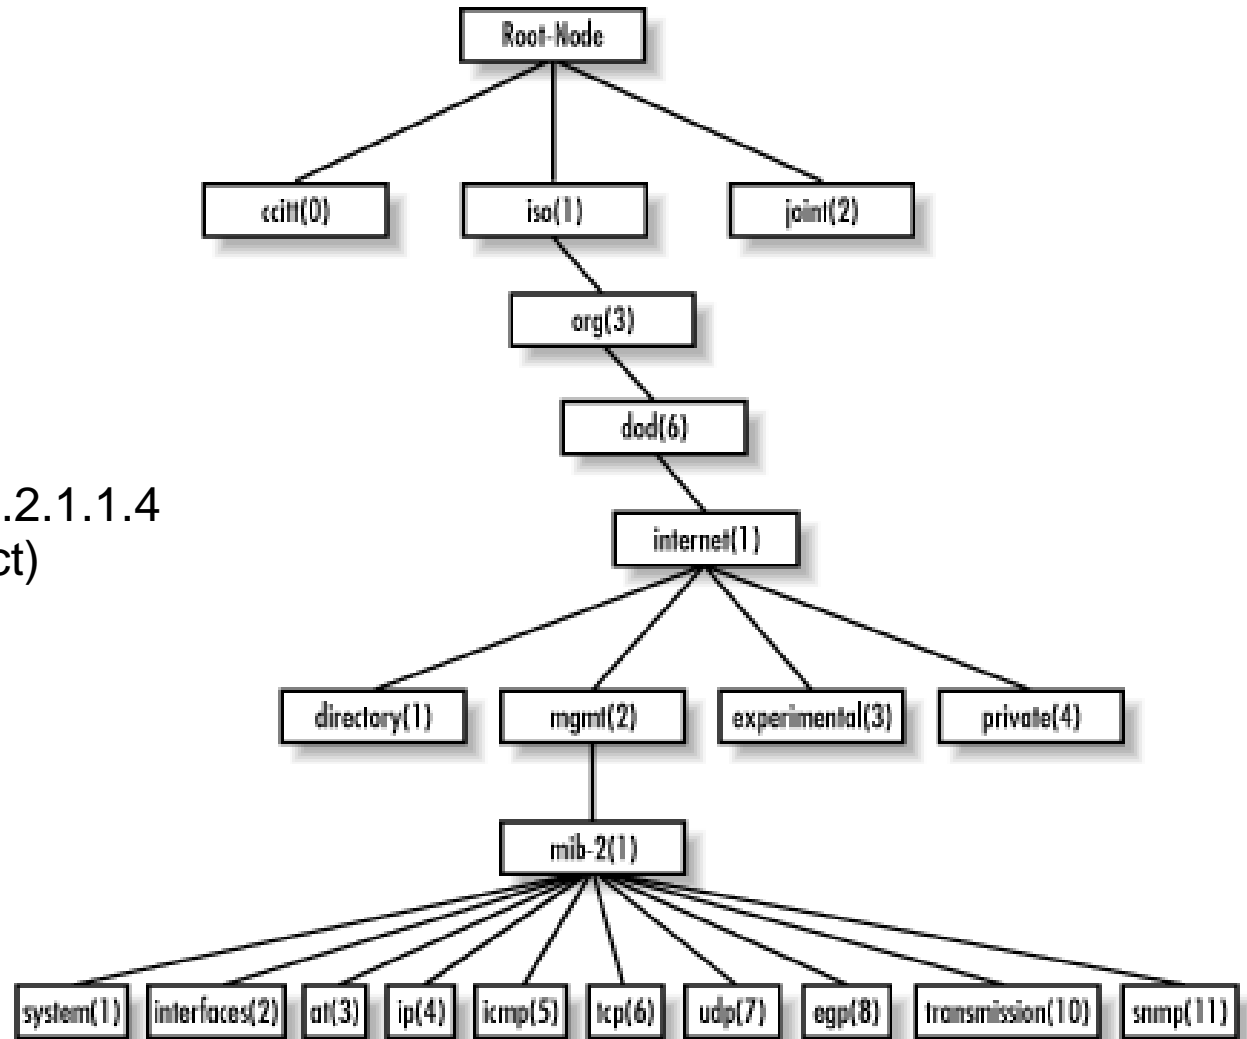 Root-Node
ccitt(0) iso(1) joint(2)
org(3)
dod(6)
.2.1.1.4
ct)
internet(1)
directory(1) mgmt(2) experimental(3) private(4)
mib-2(1)
system(1) interfaces(2) at(3) ip(4) icmp(5) tcp(6) udp(7) egp(8) transmission(10) snmp(11)